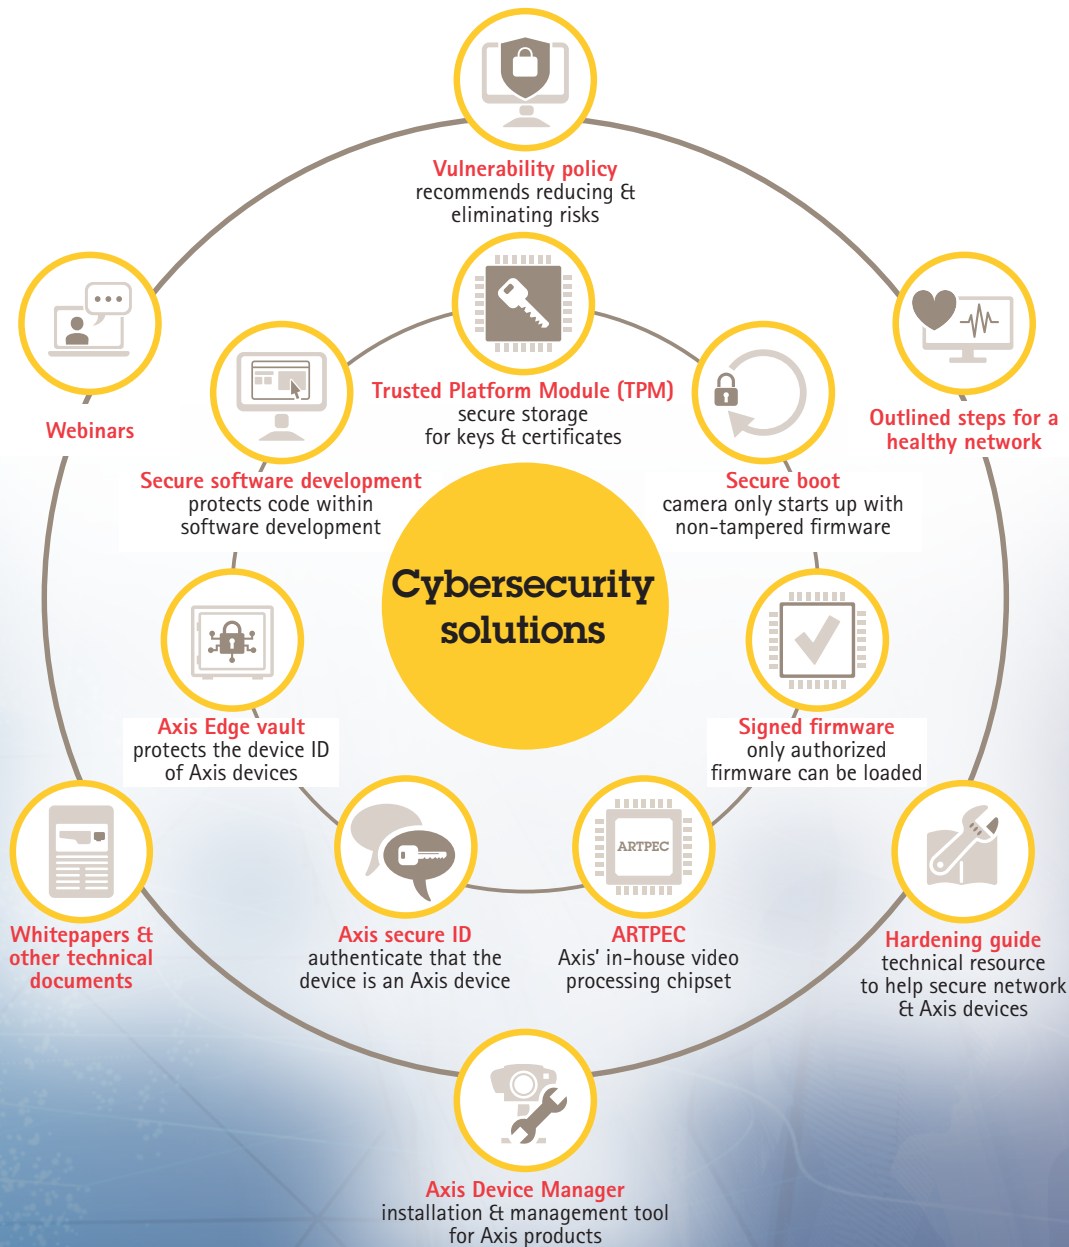 Vulnerability policy
recommends reducing &
eliminating risks
Webinars
Trusted Platform Module (TPM)
secure storage
for keys & certificates
Outlined steps for a
healthy network
Secure software development
protects code within
software development
Secure boot
camera only starts up with
non-tampered firmware
Cybersecurity
solutions
Axis Edge vault
protects the device ID
of Axis devices
Signed firmware
only authorized
firmware can be loaded
Whitepapers &
other technical
documents
Axis secure ID
authenticate that the
device is an Axis device
ARTPEC
ARTPEC
Axis' in-house video
processing chipset
Hardening guide
technical resource
to help secure network
& Axis devices
Axis Device Manager
installation & management tool
for Axis products